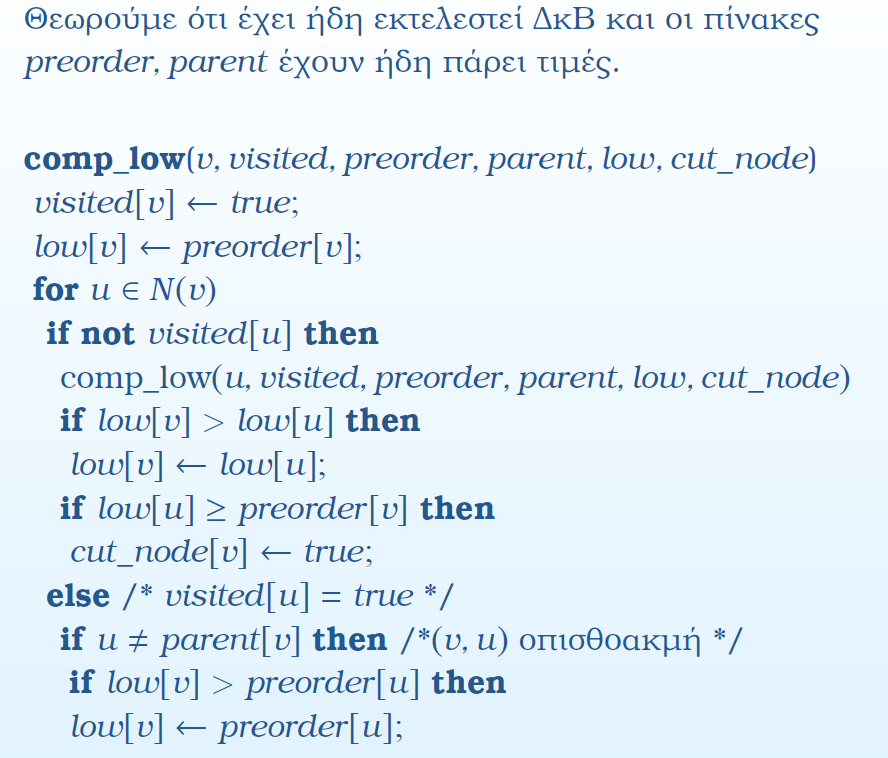 Θεωρούμε ότι έχει ήδη εκτελεστεί ΔκΒ και οι πίνακες
preorder, parent έχουν ήδη πάρει τιμές.
comp_low(v, visited, preorder, parent, low, cut_node)
visited[v] ← true;
low[v] ← preorder[v];
for u ∈ N(v)
if not visited[u] then
comp_low(u, visited, preorder, parent, low, cut_node)
if low[v] > low[u] then
low[v] ← low[u];
if low[u] ≥ preorder[v] then
cut_node[v] ← true;
else /* visited[u] = true */
if u ≠ parent[v] then /*(v, u) οπισθοακμή */
if low[v] > preorder[u] then
low[v] ← preorder[u];